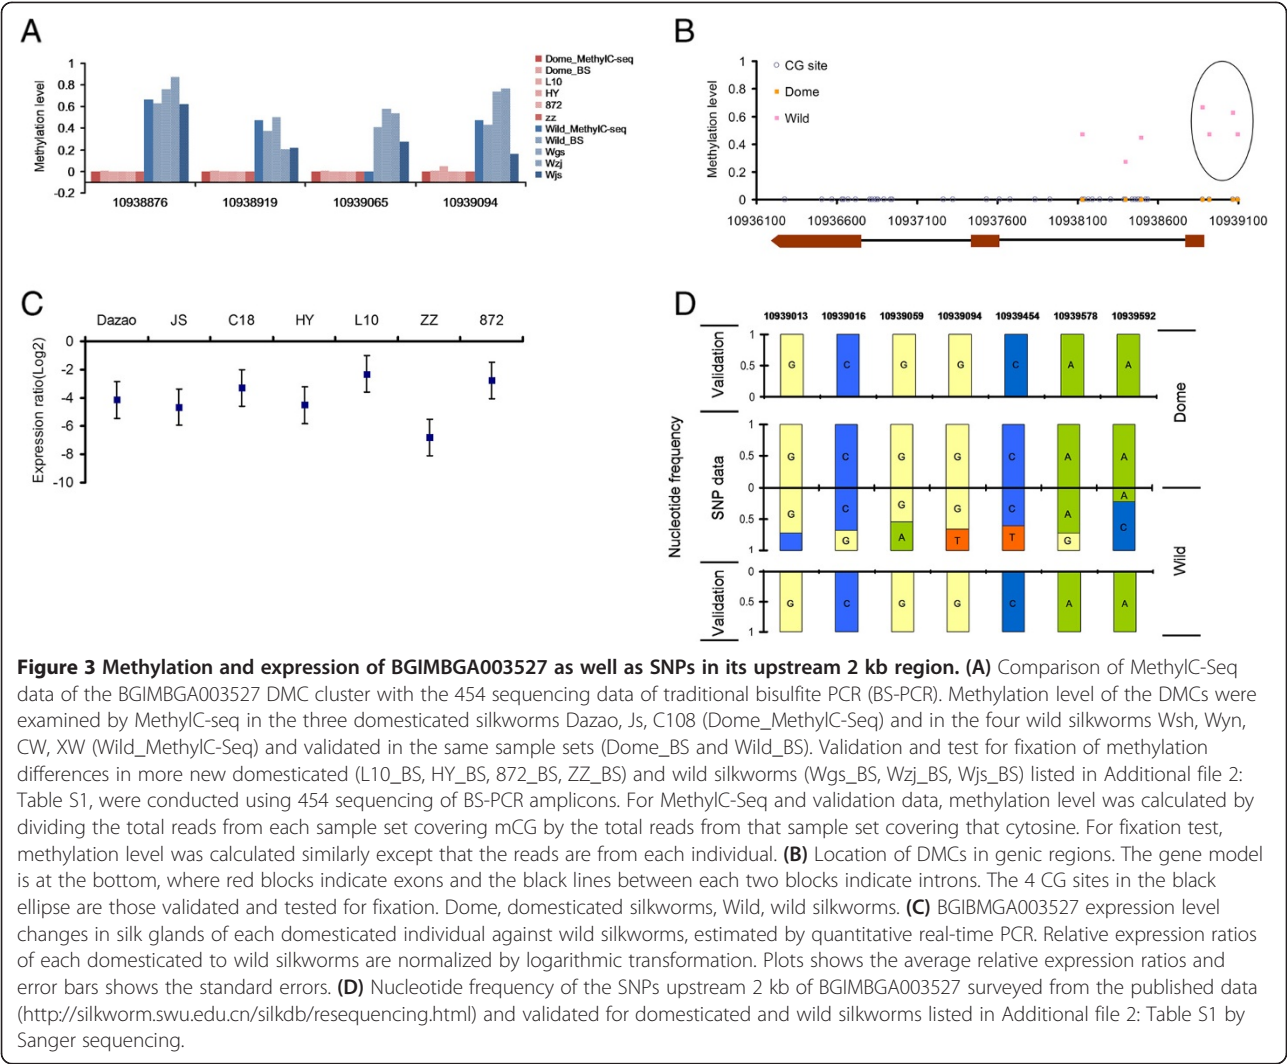 A
Methylation level
1
0.8
0.6
0.4
0.2
0
-0.2
10938876 10938919 10939065 10939094
Dome_MethylC-seq
Dome_BS
L10
HY
872
zz
Wild_MethylC-seq
Wild_BS
Wgs
Wzj
Wjs
B
Methylation level
1
0.8
0.6
0.4
0.2
0
CG site
Dome
Wild
10936100 10936600 10937100 10937600 10938100 10938600 10939100
C
Dazao JS C18 HY L10 ZZ 872
Expression ratio(Log2)
0
-2
-4
-6
-8
-10
D
10939013 10939016 10939059 10939094 10939454 10939578 10939592
Nucleotide frequency
Validation
1
0.5
0
G C G G C A A
Dome
SNP data
1
0.5
0
G C G G C A A
0.5
1
G C G G C A A
G A T T G C
Wild
Validation
0
0.5
1
G C G G C A A
Figure 3 Methylation and expression of BGIMBGA003527 as well as SNPs in its upstream 2 kb region. (A) Comparison of MethylC-Seq
data of the BGIMBGA003527 DMC cluster with the 454 sequencing data of traditional bisulfite PCR (BS-PCR). Methylation level of the DMCs were
examined by MethylC-seq in the three domesticated silkworms Dazao, Js, C108 (Dome_MethylC-Seq) and in the four wild silkworms Wsh, Wyn,
CW, XW (Wild_MethylC-Seq) and validated in the same sample sets (Dome_BS and Wild_BS). Validation and test for fixation of methylation
differences in more new domesticated (L10_BS, HY_BS, 872_BS, ZZ_BS) and wild silkworms (Wgs_BS, Wzj_BS, Wjs_BS) listed in Additional file 2:
Table S1, were conducted using 454 sequencing of BS-PCR amplicons. For MethylC-Seq and validation data, methylation level was calculated by
dividing the total reads from each sample set covering mCG by the total reads from that sample set covering that cytosine. For fixation test,
methylation level was calculated similarly except that the reads are from each individual. (B) Location of DMCs in genic regions. The gene model
is at the bottom, where red blocks indicate exons and the black lines between each two blocks indicate introns. The 4 CG sites in the black
ellipse are those validated and tested for fixation. Dome, domesticated silkworms, Wild, wild silkworms. (C) BGIBMGA003527 expression level
changes in silk glands of each domesticated individual against wild silkworms, estimated by quantitative real-time PCR. Relative expression ratios
of each domesticated to wild silkworms are normalized by logarithmic transformation. Plots shows the average relative expression ratios and
error bars shows the standard errors. (D) Nucleotide frequency of the SNPs upstream 2 kb of BGIMBGA003527 surveyed from the published data
(http://silkworm.swu.edu.cn/silkdb/resequencing.html) and validated for domesticated and wild silkworms listed in Additional file 2: Table S1 by
Sanger sequencing.